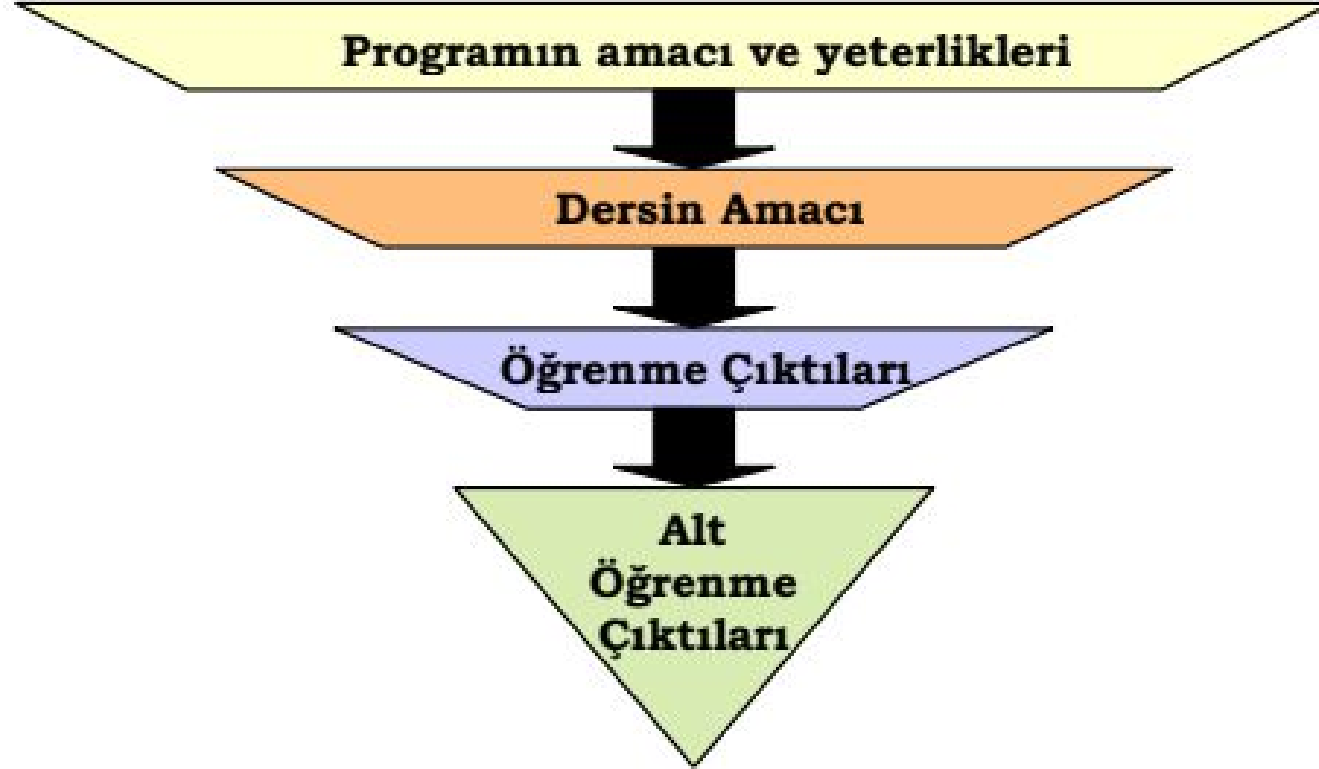 Programın amacı ve yeterlikleri
Dersin Amacı
Öğrenme Çıktıları
Alt
Öğrenme
Çıktıları